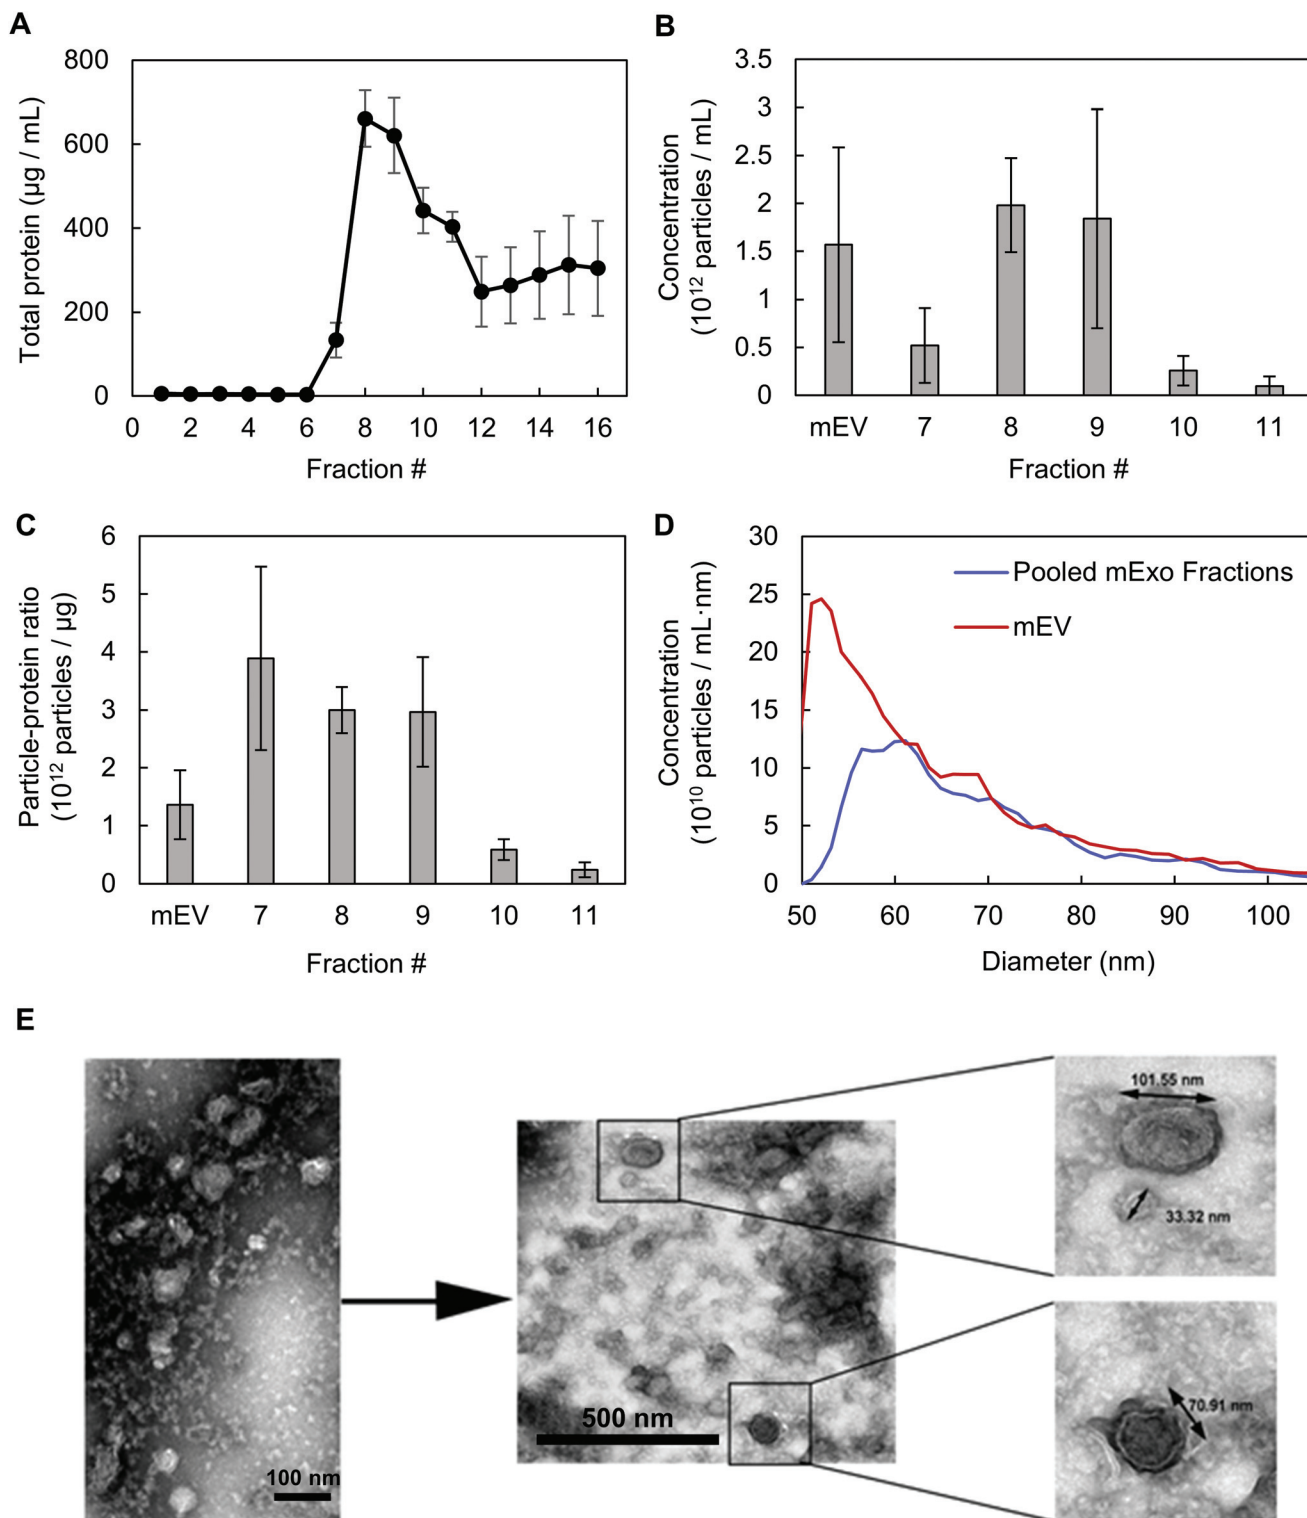 A
800
600
400
200
0
Total protein (µg / mL)
0 2 4 6 8 10 12 14 16
Fraction #
B
3.5
3
2.5
2
1.5
1
0.5
0
Concentration
(10¹² particles / mL)
mEV 7 8 9 10 11
Fraction #
C
6
5
4
3
2
1
0
Particle-protein ratio
(10¹² particles / µg)
mEV 7 8 9 10 11
Fraction #
D
30
25
20
15
10
5
0
Concentration
(10¹⁰ particles / mL·nm)
Pooled mExo Fractions
mEV
50 60 70 80 90 100
Diameter (nm)
E
100 nm
500 nm
101.55 nm
33.32 nm
70.91 nm